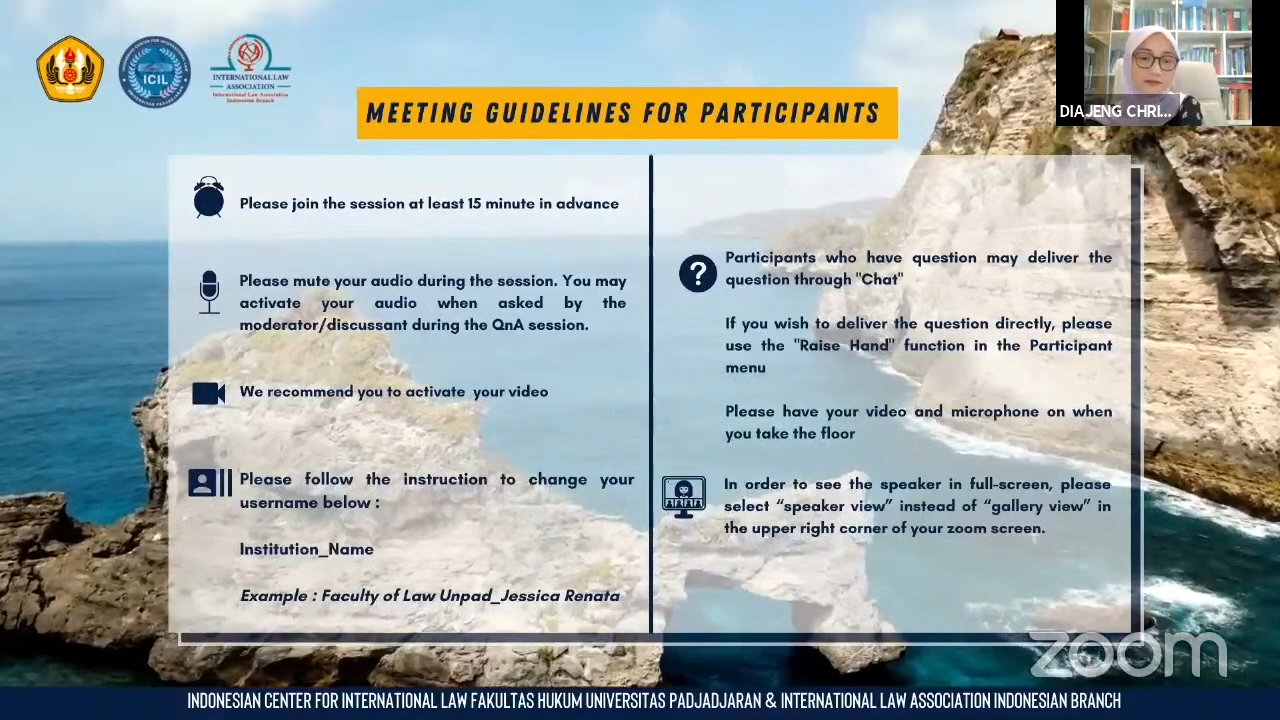 ICIL
INTERNATIONAL LAW
ASSOCIATION
International Law Association
Indonesian Branch
MEETING GUIDELINES FOR PARTICIPANTS
DIAJENG CHRI...
Please join the session at least 15 minute in advance
Please mute your audio during the session. You may
activate your audio when asked by the
moderator/discussant during the QnA session.
We recommend you to activate your video
Please follow the instruction to change your
username below :
Institution_Name
Example : Faculty of Law Unpad_Jessica Renata
?
Participants who have question may deliver the
question through "Chat"
If you wish to deliver the question directly, please
use the "Raise Hand" function in the Participant
menu
Please have your video and microphone on when
you take the floor
In order to see the speaker in full-screen, please
select “speaker view” instead of “gallery view” in
the upper right corner of your zoom screen.
zoom
INDONESIAN CENTER FOR INTERNATIONAL LAW FAKULTAS HUKUM UNIVERSITAS PADJADJARAN & INTERNATIONAL LAW ASSOCIATION INDONESIAN BRANCH